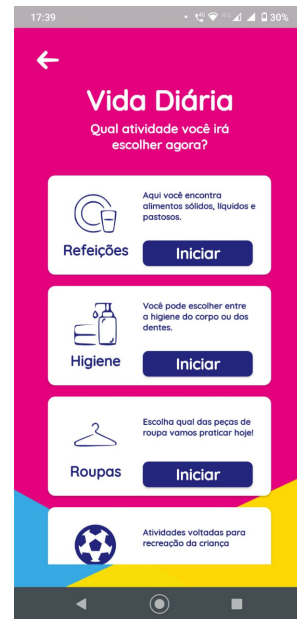 17:39
4G
30%
Vida Diária
Qual atividade você irá
escolher agora?
Aqui você encontra
alimentos sólidos, líquidos e
pastosos.
Refeições
Iniciar
Você pode escolher entre
a higiene do corpo ou dos
dentes.
Higiene
Iniciar
Escolha qual das peças de
roupa vamos praticar hoje!
Roupas
Iniciar
Atividades voltadas para
recreação da criança